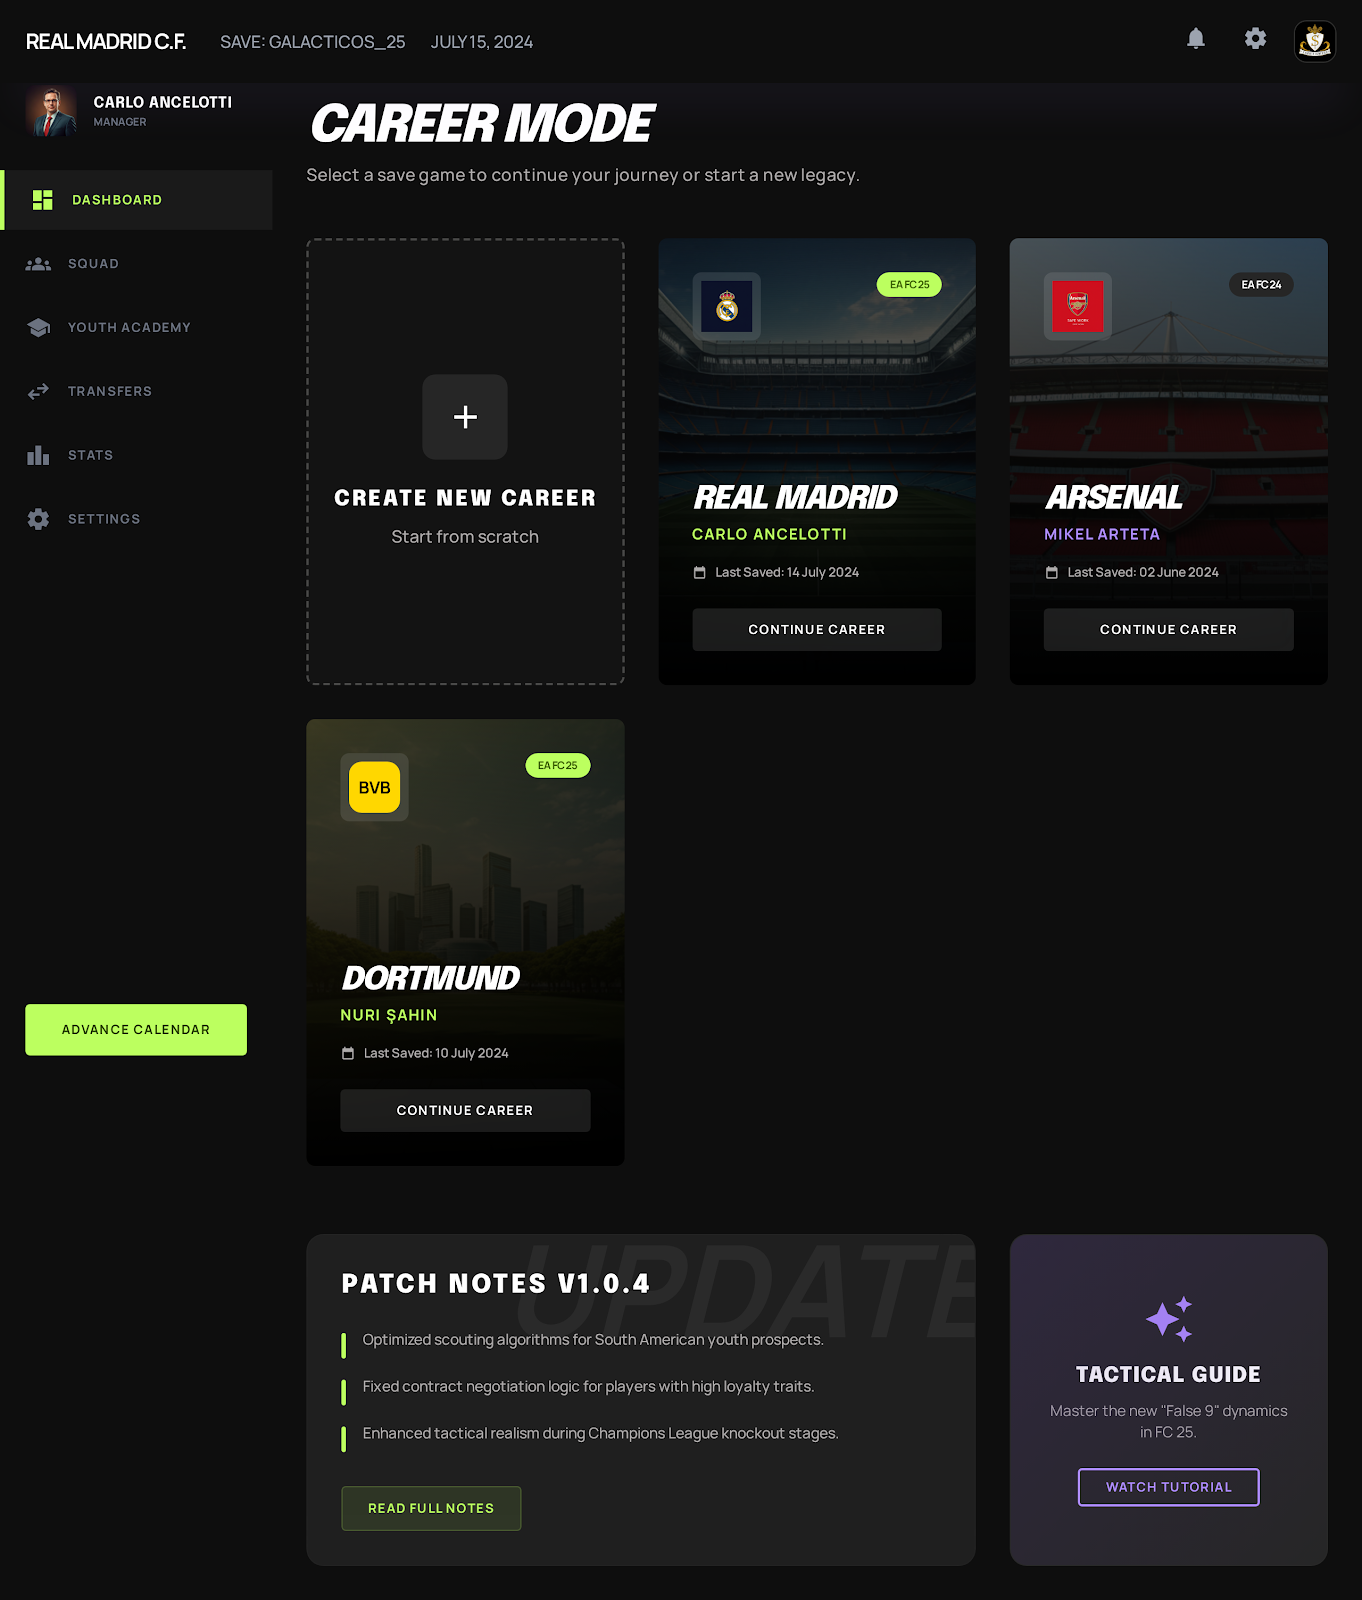 REAL MADRID C.F.
SAVE: GALACTICOS_25
JULY 15, 2024
CARLO ANCELOTTI
MANAGER
DASHBOARD
SQUAD
YOUTH ACADEMY
TRANSFERS
STATS
SETTINGS
ADVANCE CALENDAR
CAREER MODE
Select a save game to continue your journey or start a new legacy.
CREATE NEW CAREER
Start from scratch
EA FC25
REAL MADRID
CARLO ANCELOTTI
Last Saved: 14 July 2024
CONTINUE CAREER
Arsenal
EA FC24
ARSENAL
MIKEL ARTETA
Last Saved: 02 June 2024
CONTINUE CAREER
BVB
EA FC25
DORTMUND
NURI ŞAHIN
Last Saved: 10 July 2024
CONTINUE CAREER
UPDATE
PATCH NOTES V1.0.4
Optimized scouting algorithms for South American youth prospects.
Fixed contract negotiation logic for players with high loyalty traits.
Enhanced tactical realism during Champions League knockout stages.
READ FULL NOTES
TACTICAL GUIDE
Master the new "False 9" dynamics
in FC 25.
WATCH TUTORIAL